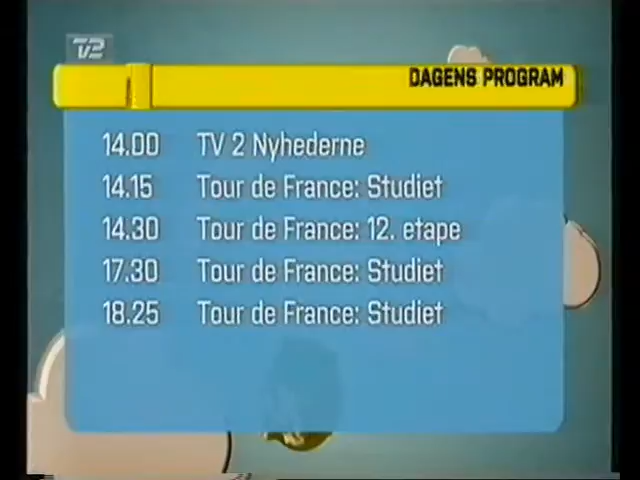 TV2
DAGENS PROGRAM
14.00 TV 2 Nyhederne
14.15 Tour de France: Studiet
14.30 Tour de France: 12. etape
17.30 Tour de France: Studiet
18.25 Tour de France: Studiet